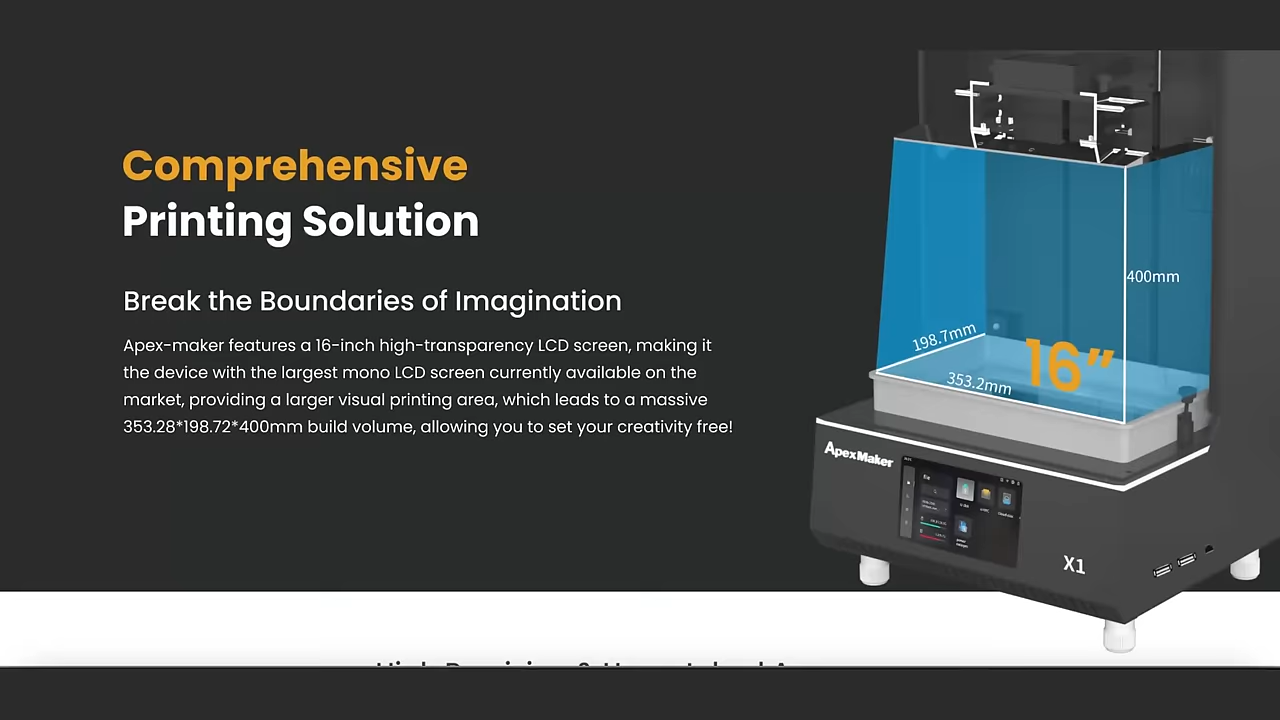 Comprehensive
Printing Solution
Break the Boundaries of Imagination
Apex-maker features a 16-inch high-transparency LCD screen, making it
the device with the largest mono LCD screen currently available on the
market, providing a larger visual printing area, which leads to a massive
353.28*198.72*400mm build volume, allowing you to set your creativity free!
400mm
198.7mm
16”
353.2mm
ApexMaker
X1